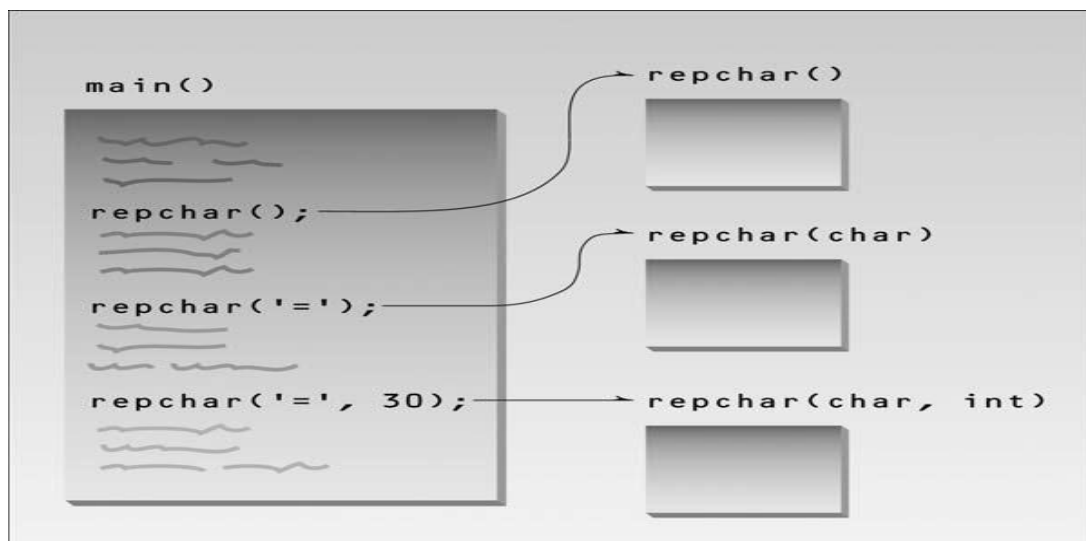 main()
repchar();
repchar('=');
repchar('=', 30);
repchar()
repchar(char)
repchar(char, int)